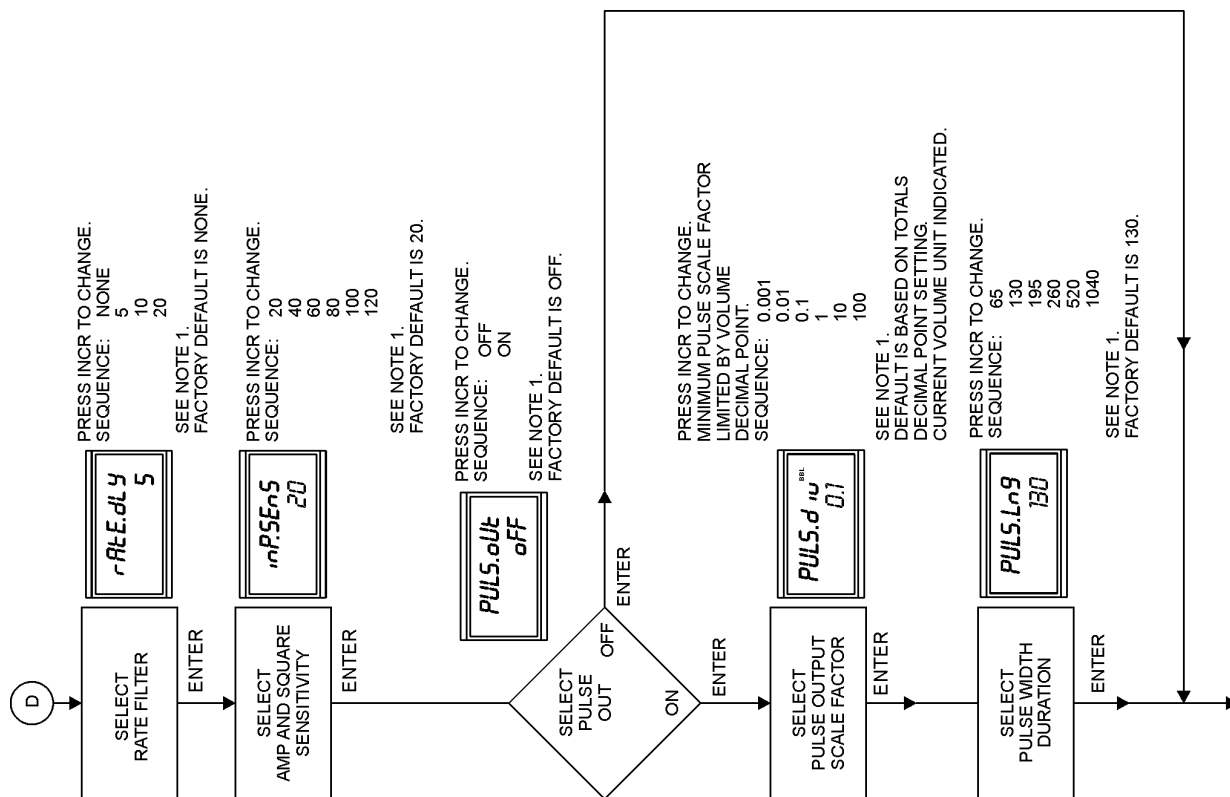 D
SELECT
RATE FILTER
rAtE.dLY
5
PRESS INCR TO CHANGE.
SEQUENCE: NONE
5
10
20
SEE NOTE 1.
FACTORY DEFAULT IS NONE.
ENTER
SELECT
AMP AND SQUARE
SENSITIVITY
inP.SEnS
20
PRESS INCR TO CHANGE.
SEQUENCE: 20
40
60
80
100
120
SEE NOTE 1.
FACTORY DEFAULT IS 20.
ENTER
PULS.oUt
oFF
PRESS INCR TO CHANGE.
SEQUENCE: OFF
ON
SEE NOTE 1.
FACTORY DEFAULT IS OFF.
SELECT
PULSE
OUT
OFF
ENTER
ON
ENTER
SELECT
PULSE OUTPUT
SCALE FACTOR
PULS.div BBL
0.1
PRESS INCR TO CHANGE.
MINIMUM PULSE SCALE FACTOR
LIMITED BY VOLUME
DECIMAL POINT.
SEQUENCE: 0.001
0.01
0.1
1
10
100
SEE NOTE 1.
DEFAULT IS BASED ON TOTALS
DECIMAL POINT SETTING.
CURRENT VOLUME UNIT INDICATED.
ENTER
SELECT
PULSE WIDTH
DURATION
PULS.Lng
130
PRESS INCR TO CHANGE.
SEQUENCE: 65
130
195
260
520
1040
SEE NOTE 1.
FACTORY DEFAULT IS 130.
ENTER